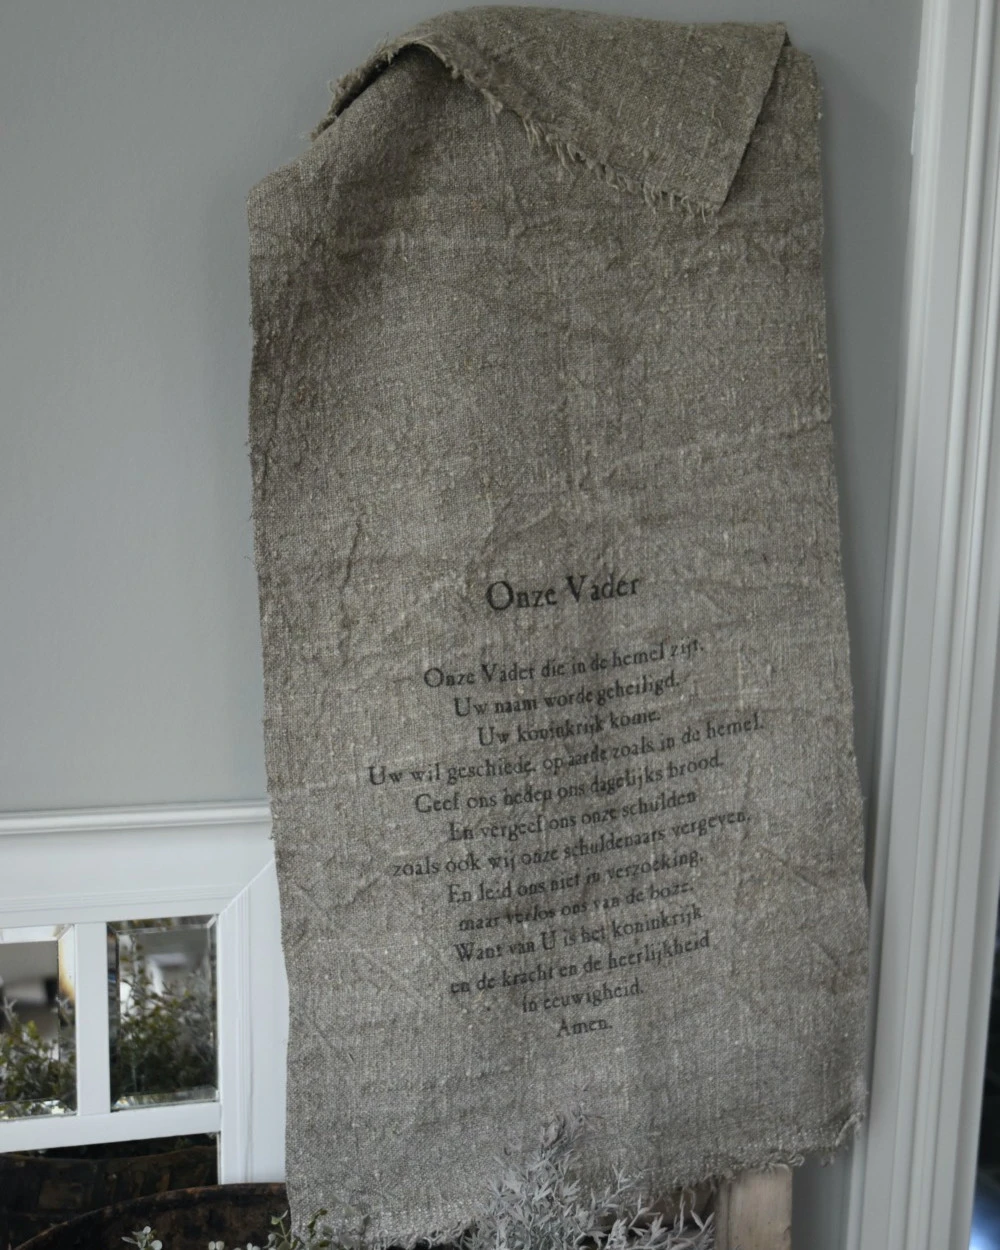 Onze Vader
Onze Vader die in de hemel zijt.
Uw naam worde geheiligd.
Uw koninkrijk kome.
Uw wil geschiede, op aarde zoals in de hemel.
Geef ons heden ons dagelijks brood.
En vergeef ons onze schulden
zoals ook wij onze schuldenaars vergeven.
En leid ons niet in verzoeking,
maar verlos ons van de boze.
Want van U is het koninkrijk
en de kracht en de heerlijkheid
in eeuwigheid.
Amen.